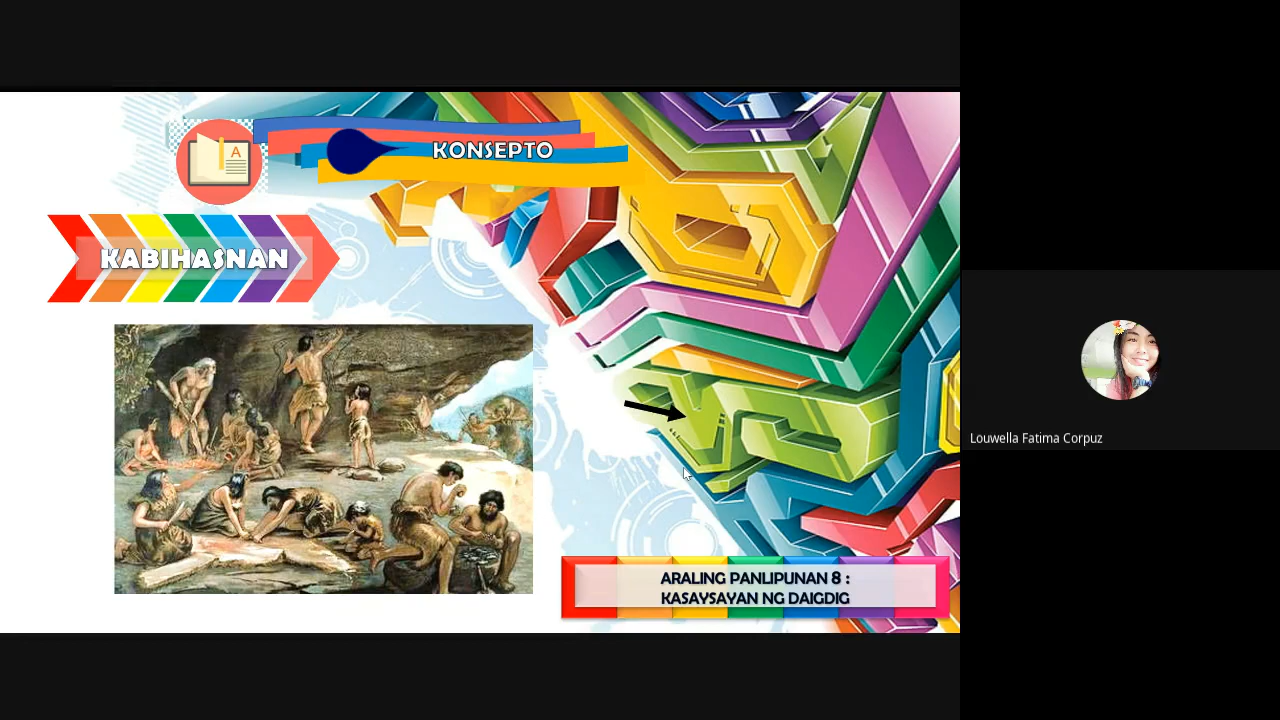 A
KONSEPTO
KABIHASNAN
ARALING PANLIPUNAN 8 :
KASAYSAYAN NG DAIGDIG
Louwella Fatima Corpuz